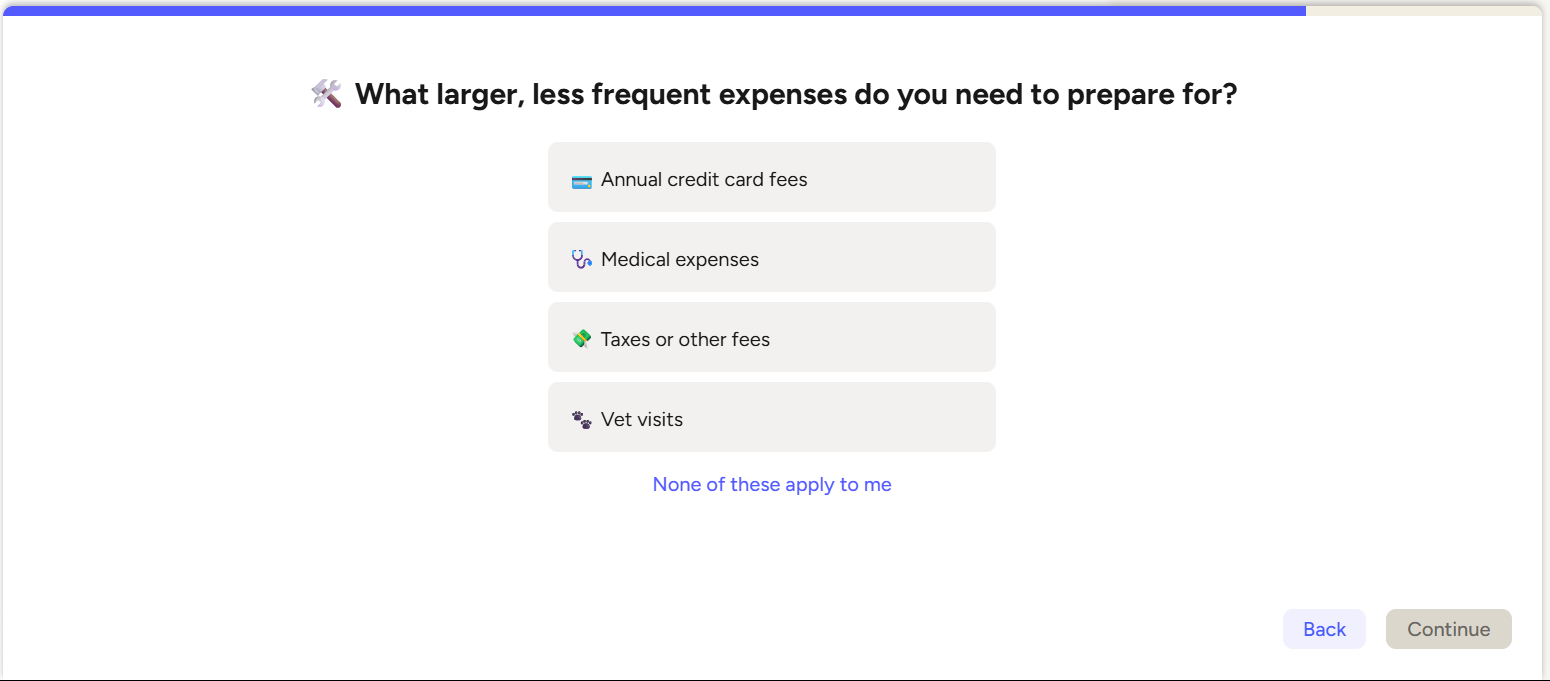 What larger, less frequent expenses do you need to prepare for?
Annual credit card fees
Medical expenses
Taxes or other fees
Vet visits
None of these apply to me
Back
Continue